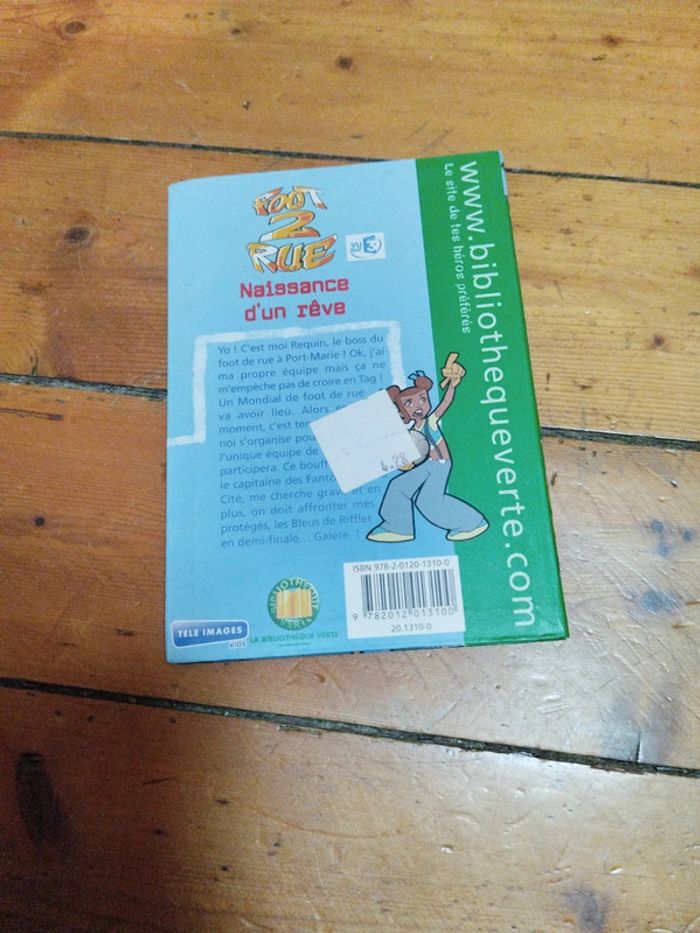 FOOT
2
RUE
VU SUR 3
Naissance
d'un rêve
Yo ! C'est moi Requin, le boss du
foot de rue à Port-Marie ! Ok, j'ai
ma propre équipe mais ça ne
m'empêche pas de croire en Tag !
Un Mondial de foot de rue
va avoir lieu. Alors
moment, c'est
noi s'organise
l'unique équipe de
participera. Ce
le capitaine des
Cité, me cherche et en
plus, on doit affronter mes
protégés, les Bleus de Riffler
en demi-finale... Galère !
4.28
ISBN 978-2-0120-1310-0
9 782012 013100
20.1310-0
BIBLIOTHEQUE
VERTE
LA BIBLIOTHÈQUE VERTE
TELE IMAGES
KIDS
www.bibliothequeverte.com
Le site de tes héros préférés